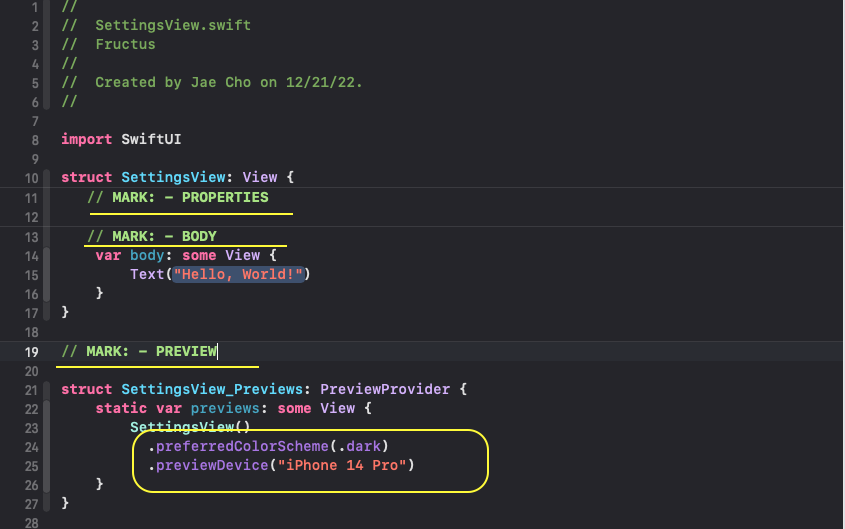 1 //
2 //  SettingsView.swift
3 //  Fructus
4 //
5 //  Created by Jae Cho on 12/21/22.
6 //
7
8 import SwiftUI
9
10 struct SettingsView: View {
11    // MARK: - PROPERTIES
12
13    // MARK: - BODY
14     var body: some View {
15         Text("Hello, World!")
16     }
17 }
18
19 // MARK: - PREVIEW
20
21 struct SettingsView_Previews: PreviewProvider {
22     static var previews: some View {
23         SettingsView()
24           .preferredColorScheme(.dark)
25           .previewDevice("iPhone 14 Pro")
26     }
27 }
28